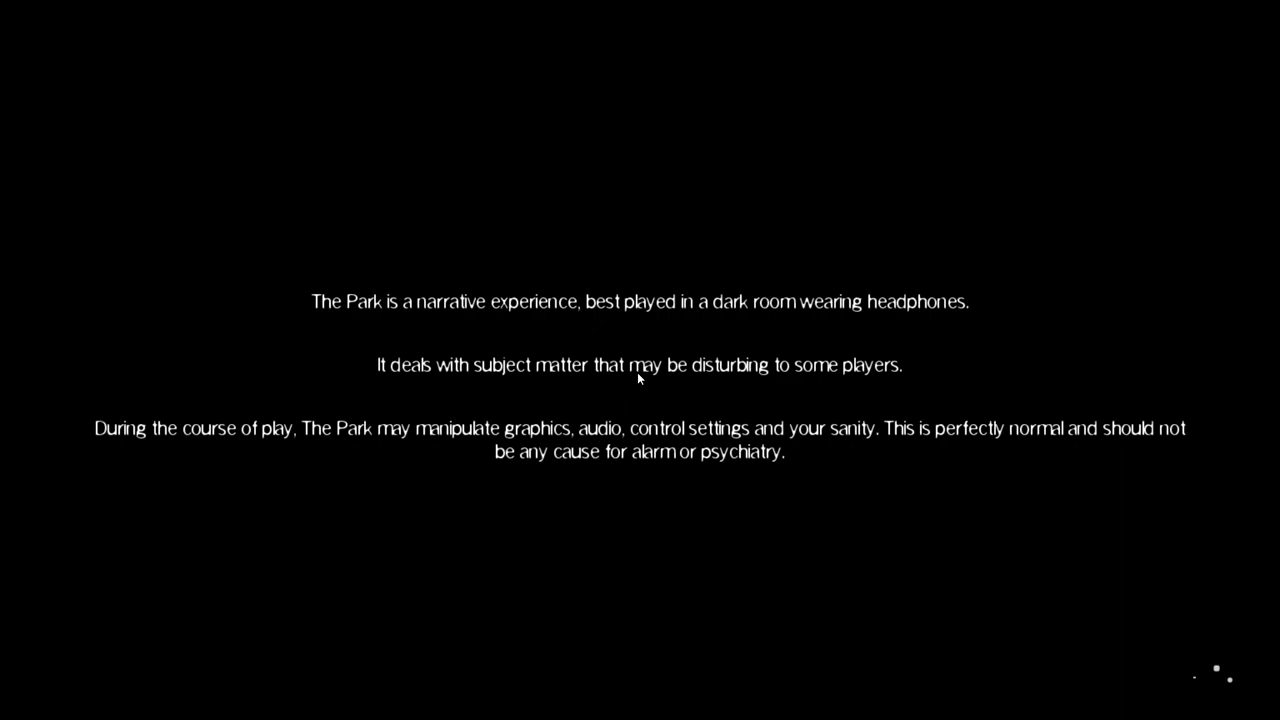 The Park is a narrative experience, best played in a dark room wearing headphones.
It deals with subject matter that may be disturbing to some players.
During the course of play, The Park may manipulate graphics, audio, control settings and your sanity. This is perfectly normal and should not
be any cause for alarm or psychiatry.